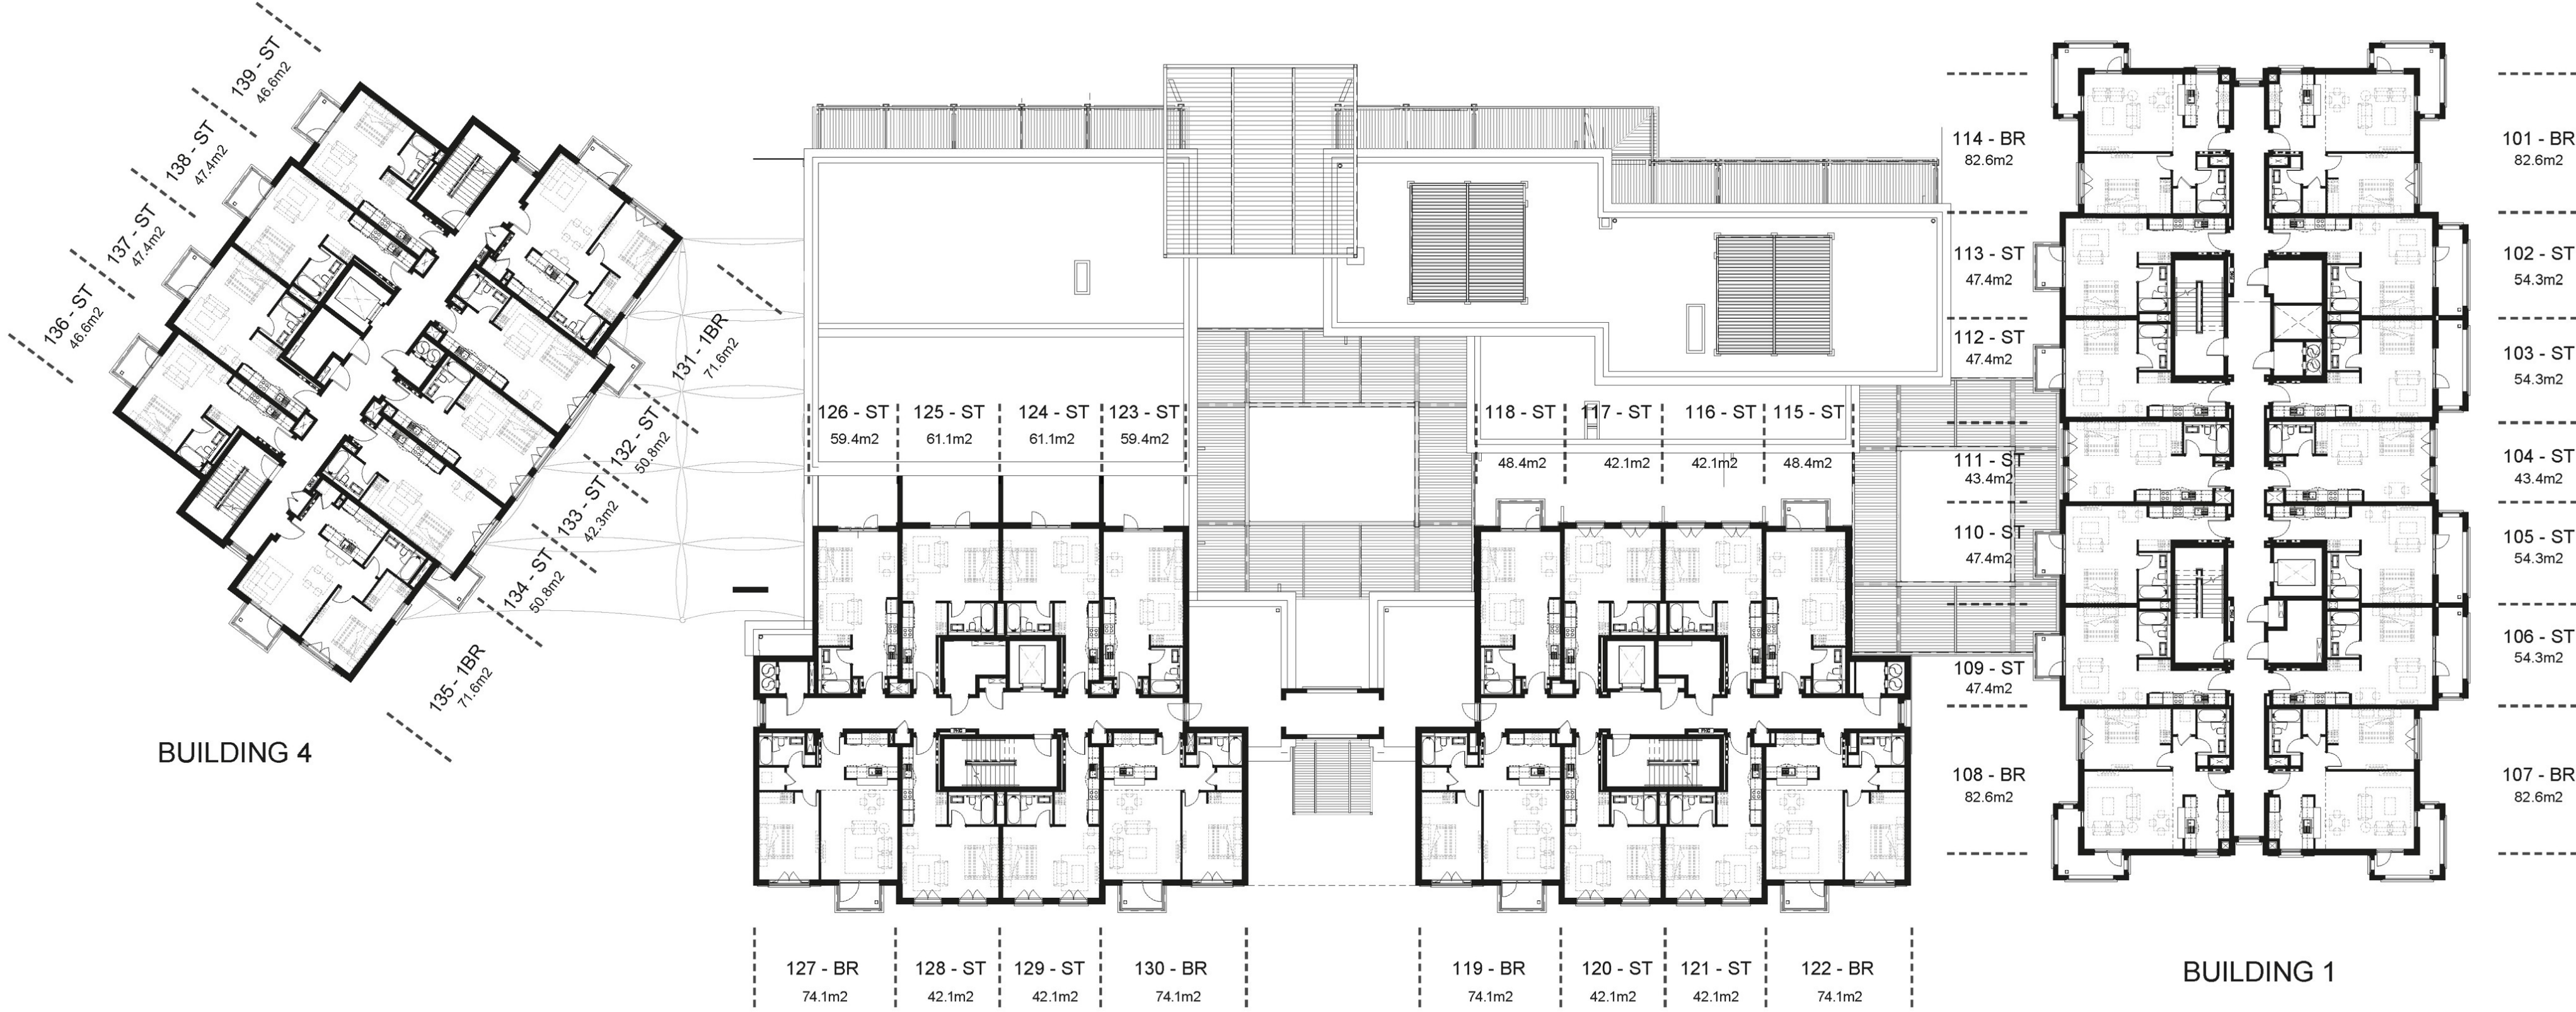 139 - ST
46.6m2
138 - ST
47.4m2
137 - ST
47.4m2
136 - ST
46.6m2
131 - 1BR
71.6m2
132 - ST
50.8m2
133 - ST
42.3m2
134 - ST
50.8m2
135 - 1BR
71.6m2
BUILDING 4
126 - ST
59.4m2
125 - ST
61.1m2
124 - ST
61.1m2
123 - ST
59.4m2
118 - ST
48.4m2
117 - ST
42.1m2
116 - ST
42.1m2
115 - ST
48.4m2
127 - BR
74.1m2
128 - ST
42.1m2
129 - ST
42.1m2
130 - BR
74.1m2
119 - BR
74.1m2
120 - ST
42.1m2
121 - ST
42.1m2
122 - BR
74.1m2
114 - BR
82.6m2
113 - ST
47.4m2
112 - ST
47.4m2
111 - ST
43.4m2
110 - ST
47.4m2
109 - ST
47.4m2
108 - BR
82.6m2
101 - BR
82.6m2
102 - ST
54.3m2
103 - ST
54.3m2
104 - ST
43.4m2
105 - ST
54.3m2
106 - ST
54.3m2
107 - BR
82.6m2
BUILDING 1